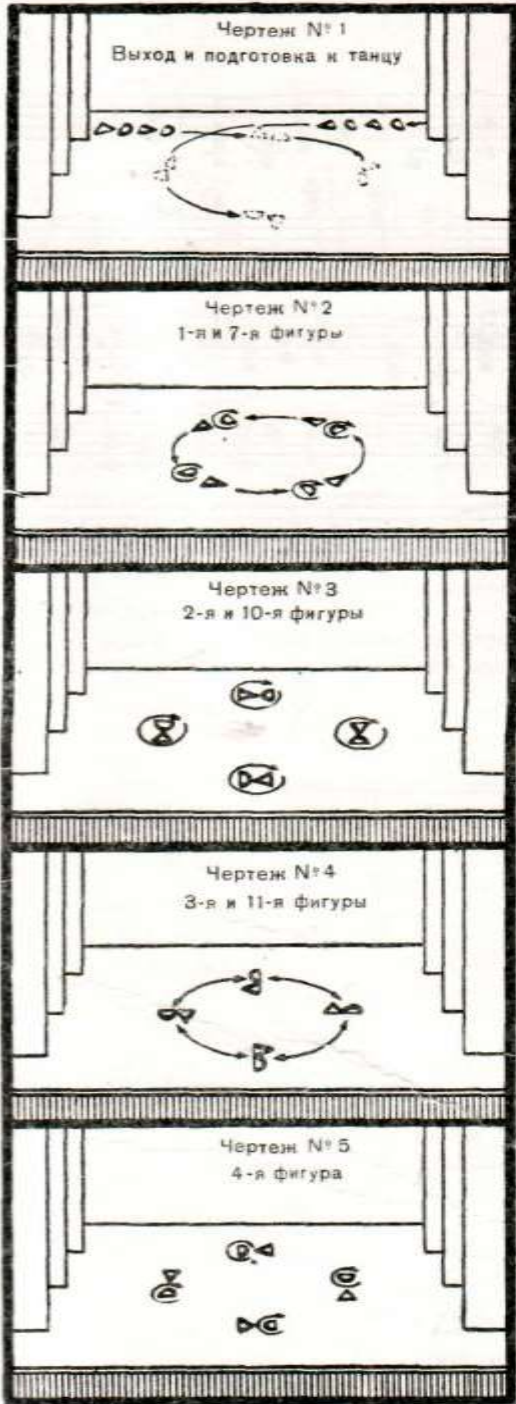 Чертеж № 1
Выход и подготовка к танцу
Чертеж № 2
1-я и 7-я фигуры
Чертеж № 3
2-я и 10-я фигуры
Чертеж № 4
3-я и 11-я фигуры
Чертеж № 5
4-я фигура